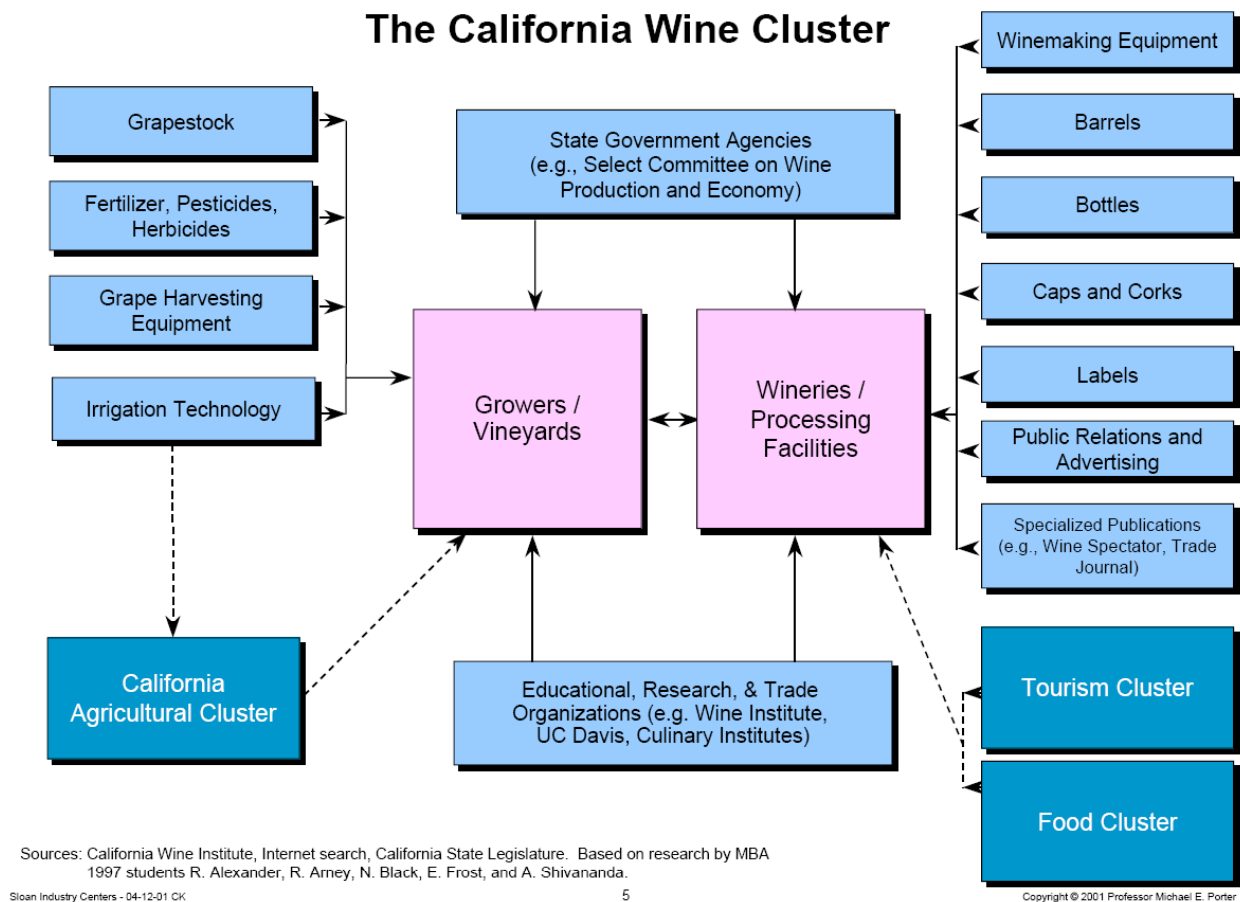 The California Wine Cluster
Grapestock
Fertilizer, Pesticides,
Herbicides
Grape Harvesting
Equipment
Irrigation Technology
California
Agricultural Cluster
State Government Agencies
(e.g., Select Committee on Wine
Production and Economy)
Growers /
Vineyards
Wineries /
Processing
Facilities
Educational, Research, & Trade
Organizations (e.g. Wine Institute,
UC Davis, Culinary Institutes)
Winemaking Equipment
Barrels
Bottles
Caps and Corks
Labels
Public Relations and
Advertising
Specialized Publications
(e.g., Wine Spectator, Trade
Journal)
Tourism Cluster
Food Cluster
Sources: California Wine Institute, Internet search, California State Legislature. Based on research by MBA
1997 students R. Alexander, R. Arney, N. Black, E. Frost, and A. Shivananda.
Sloan Industry Centers - 04-12-01 CK
5
Copyright © 2001 Professor Michael E. Porter